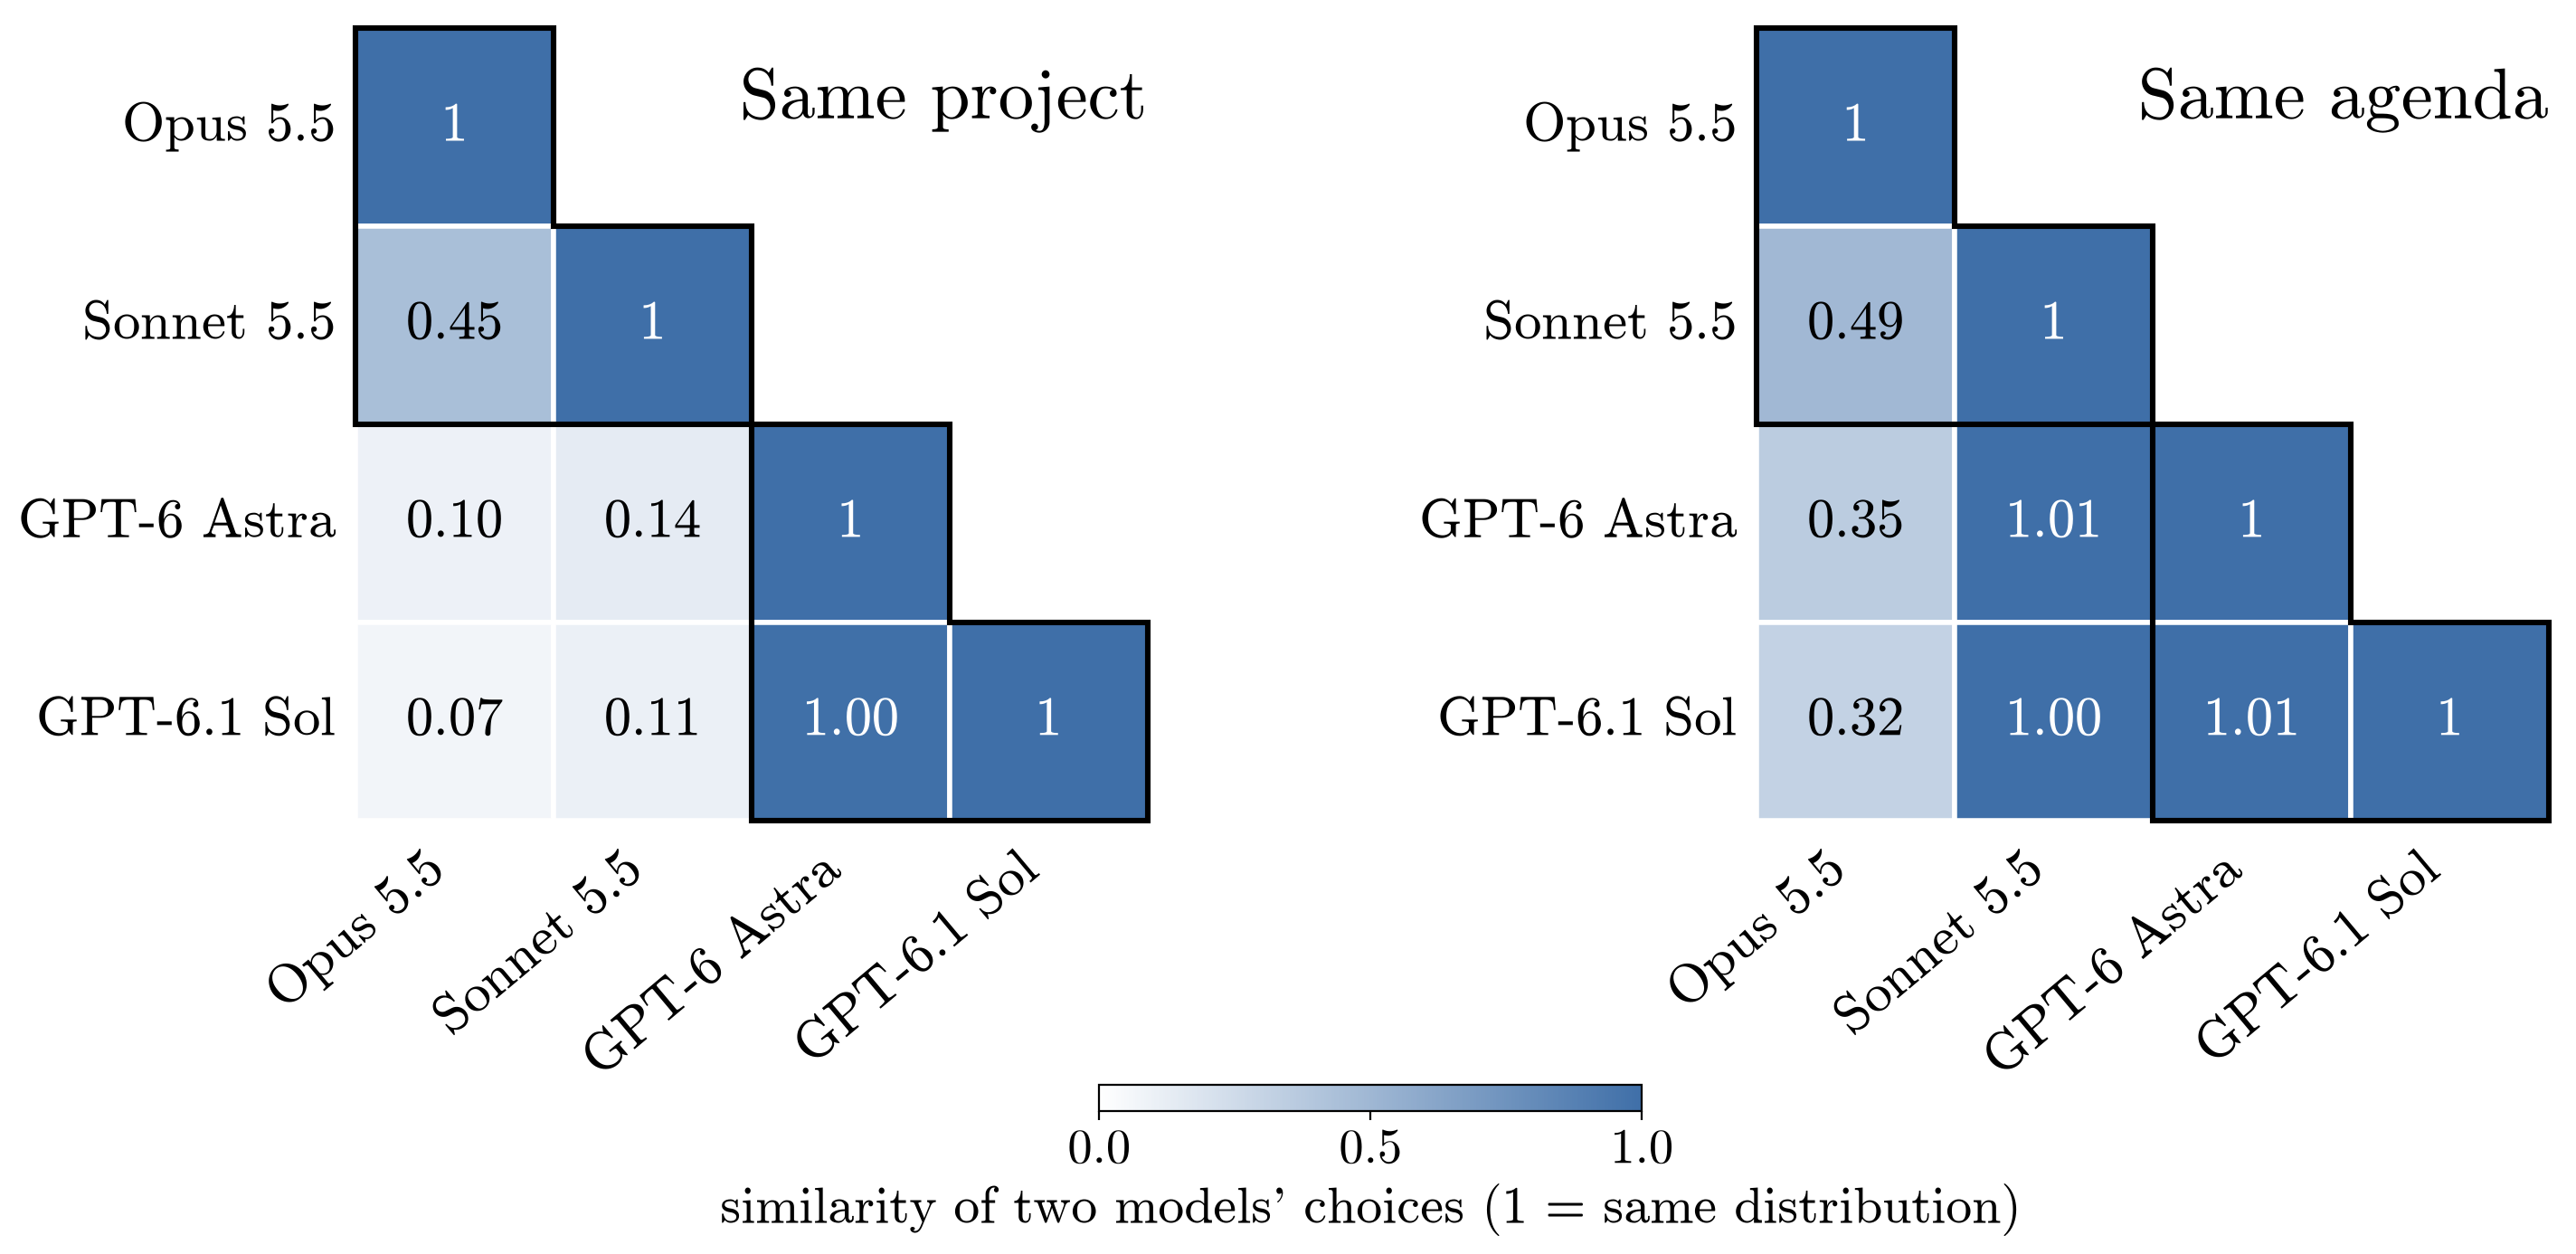 Same project
Opus 5.5 1
Sonnet 5.5 0.45 1
GPT-6 Astra 0.10 0.14 1
GPT-6.1 Sol 0.07 0.11 1.00 1
Opus 5.5
Sonnet 5.5
GPT-6 Astra
GPT-6.1 Sol
Same agenda
Opus 5.5 1
Sonnet 5.5 0.49 1
GPT-6 Astra 0.35 1.01 1
GPT-6.1 Sol 0.32 1.00 1.01 1
Opus 5.5
Sonnet 5.5
GPT-6 Astra
GPT-6.1 Sol
0.0 0.5 1.0
similarity of two models’ choices (1 = same distribution)